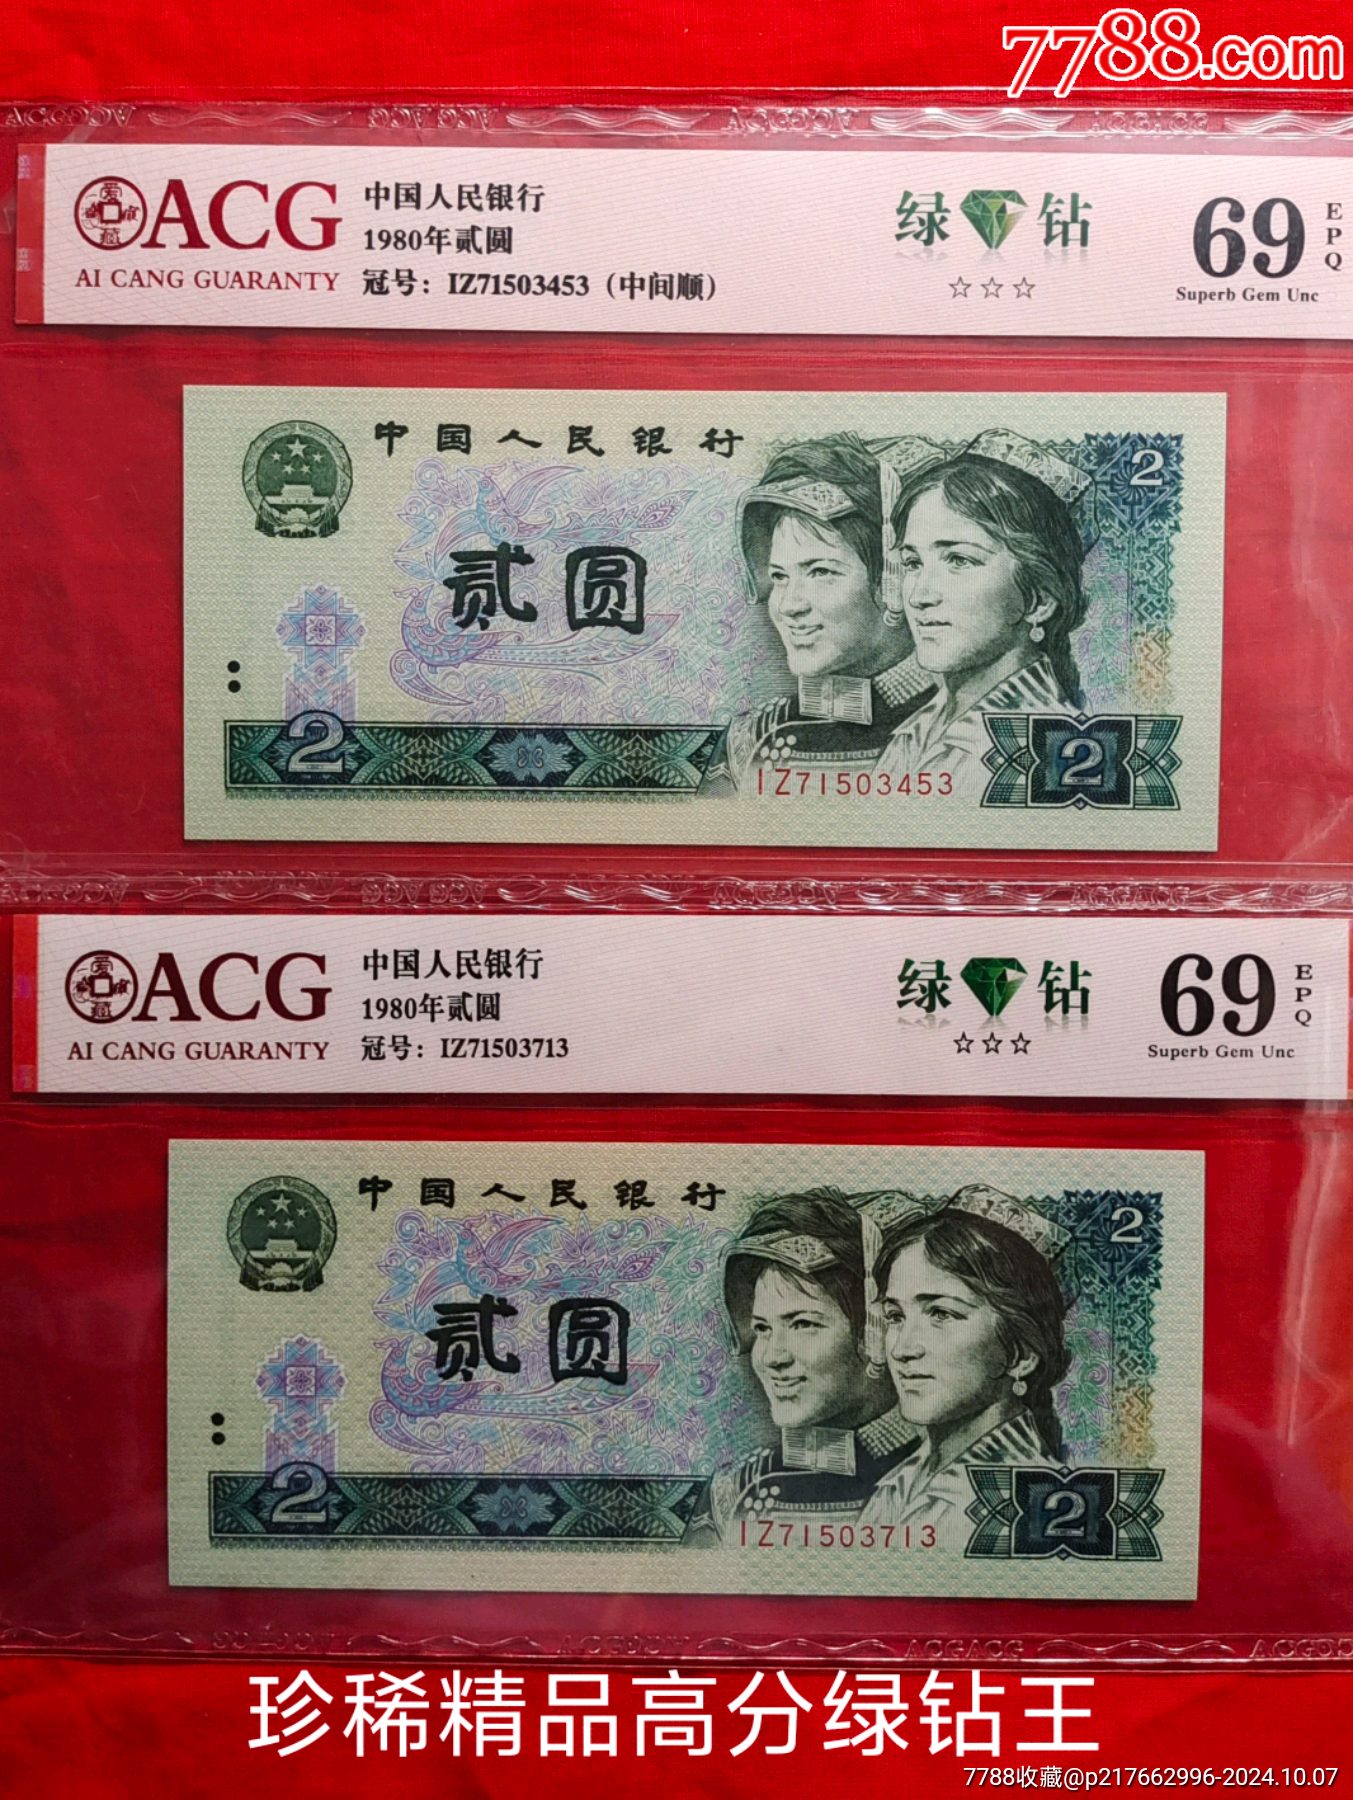 7788.com
ACG
AI CANG GUARANTY
中国人民银行
1980年贰圆
冠号：IZ71503453（中间顺）
绿 钻
☆☆☆
69
EPQ
Superb Gem Unc
中国人民银行
贰圆
2
2
2
IZ71503453
ACG
AI CANG GUARANTY
中国人民银行
1980年贰圆
冠号：IZ71503713
绿 钻
☆☆☆
69
EPQ
Superb Gem Unc
中国人民银行
贰圆
2
2
2
IZ71503713
珍稀精品高分绿钻王
7788收藏@p217662996-2024.10.07